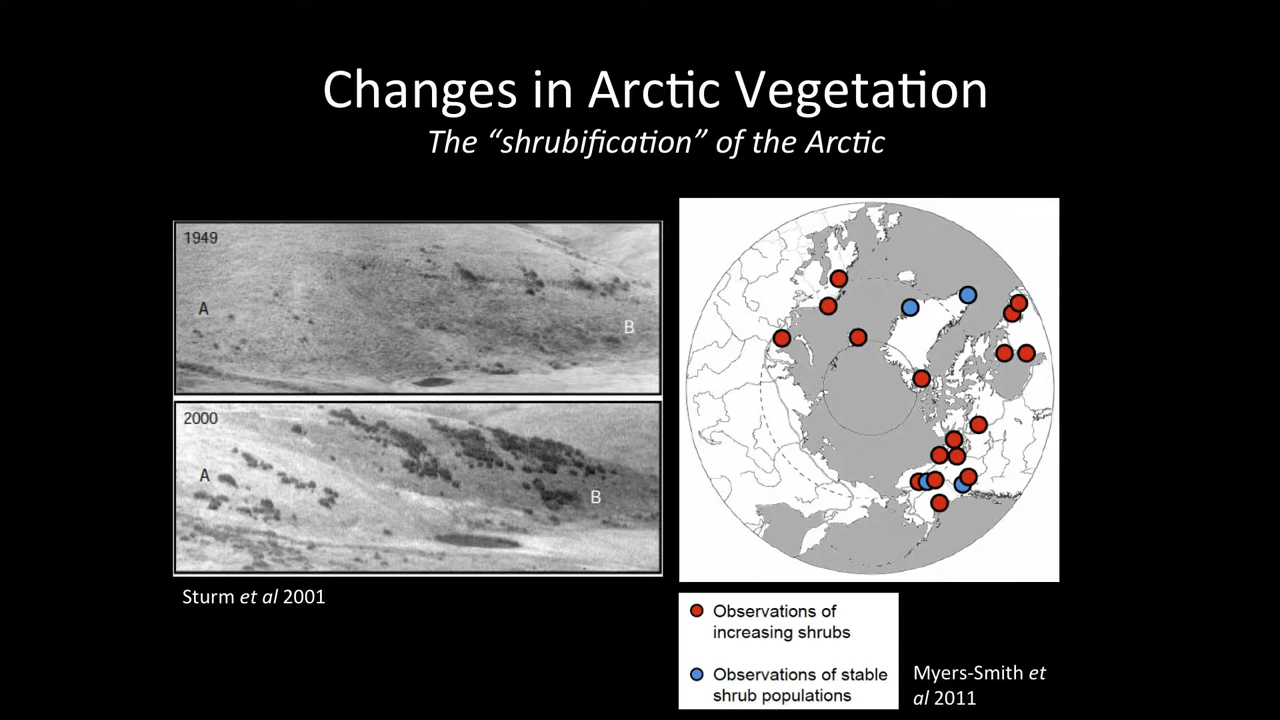 Changes in Arctic Vegetation
The “shrubification” of the Arctic
1949
A
B
2000
A
B
Sturm et al 2001
Observations of
increasing shrubs
Observations of stable
shrub populations
Myers-Smith et
al 2011